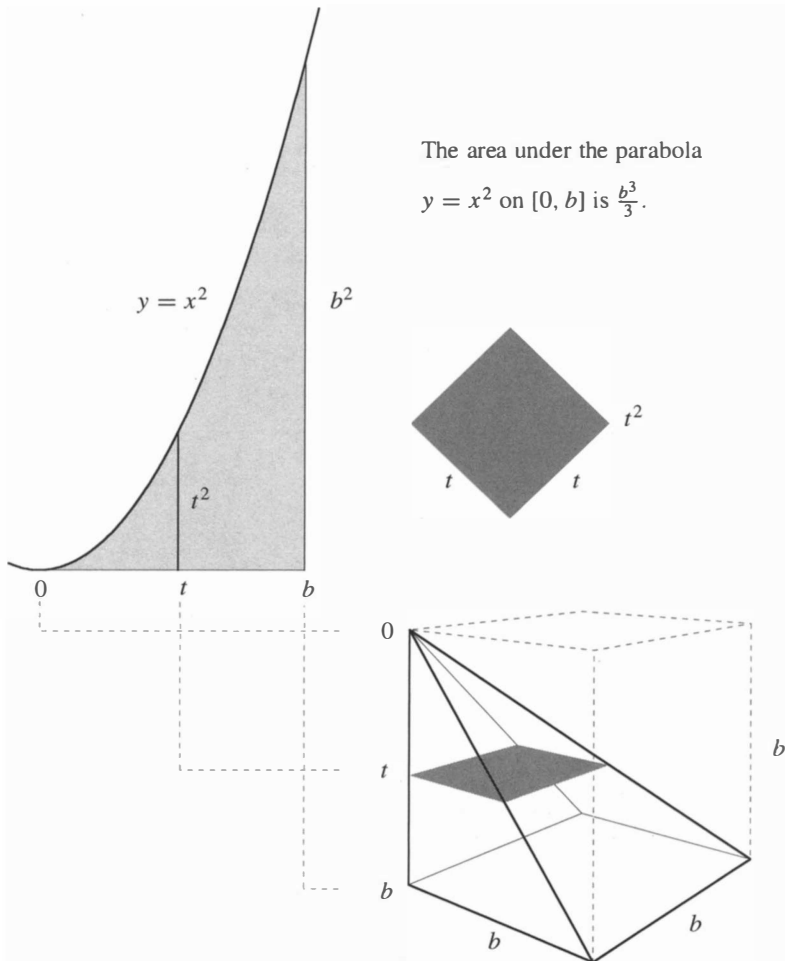 The area under the parabola
y = x² on [0, b] is b³/3.
y = x²
b²
t²
t
t
t²
0
t
b
0
t
b
b
b
b